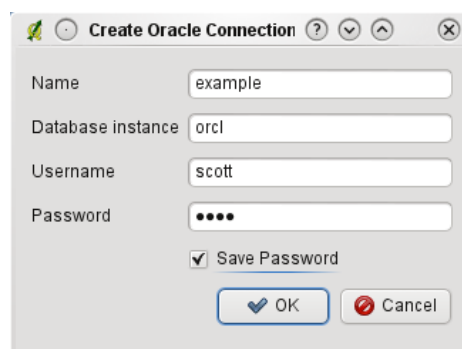 Create Oracle Connection
Name example
Database instance orcl
Username scott
Password ••••
Save Password
OK Cancel